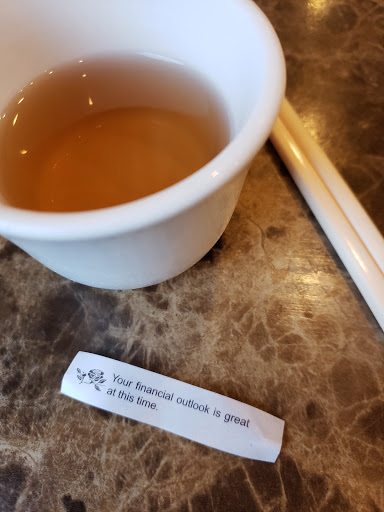 Your financial outlook is great
at this time.